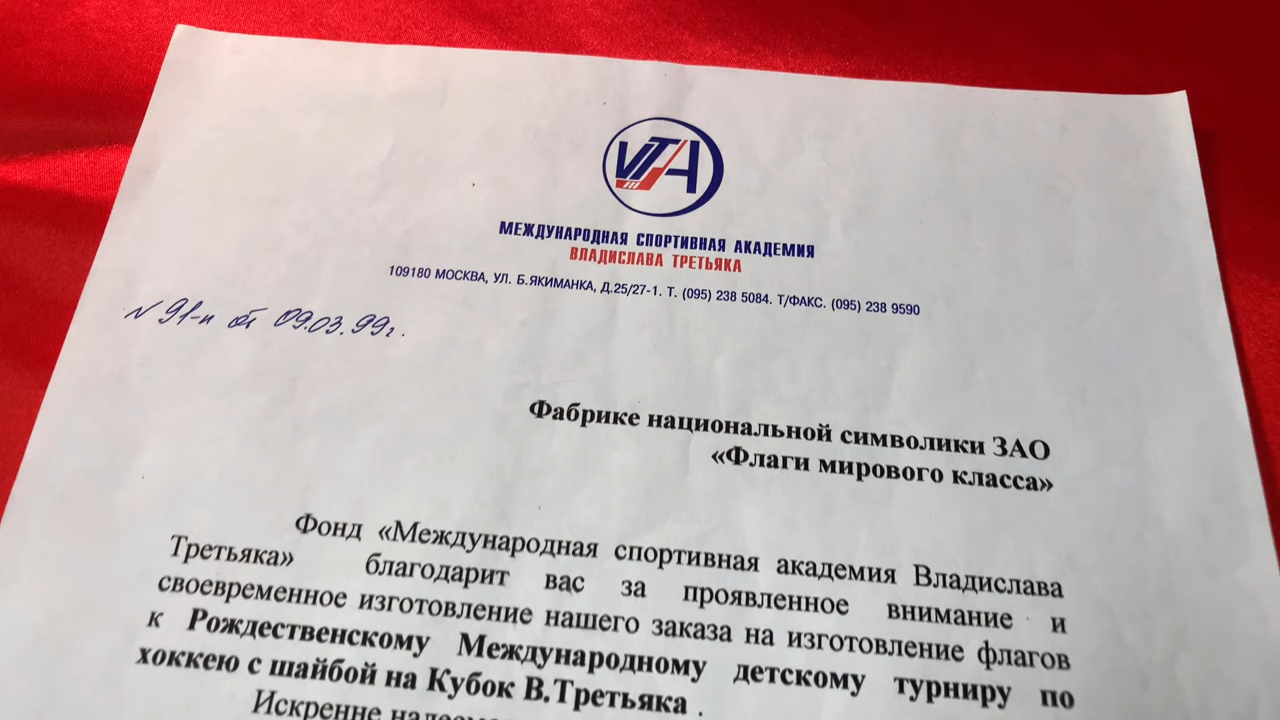 VTA
МЕЖДУНАРОДНАЯ СПОРТИВНАЯ АКАДЕМИЯ
ВЛАДИСЛАВА ТРЕТЬЯКА
109180 МОСКВА, УЛ. Б.ЯКИМАНКА, Д.25/27-1. Т. (095) 238 5084. Т/ФАКС. (095) 238 9590
N 91-н от 09.03.99г.
Фабрике национальной символики ЗАО
«Флаги мирового класса»
Фонд «Международная спортивная академия Владислава
Третьяка» благодарит вас за проявленное внимание и
своевременное изготовление нашего заказа на изготовление флагов
к Рождественскому Международному детскому турниру по
хоккею с шайбой на Кубок В.Третьяка .
Искренне